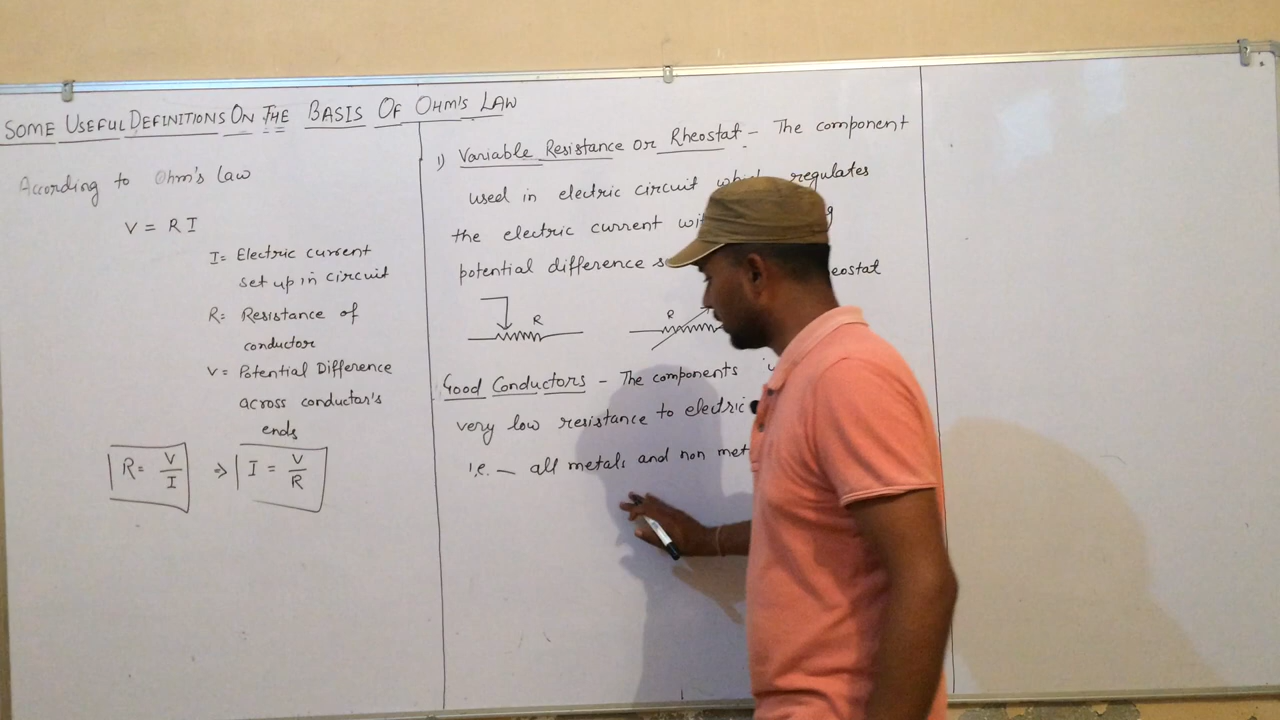 SOME USEFUL DEFINITIONS ON THE BASIS OF OHM'S LAW
According to Ohm's law
V = R I
I = Electric current
set up in circuit
R = Resistance of
conductor
V = Potential Difference
across conductor's
ends
R = V/I ⇒ I = V/R
1) Variable Resistance or Rheostat - The component
used in electric circuit regulates
the electric current
potential difference
R R
Good Conductors - The components
very low resistance to electric
i.e. - all metals and non